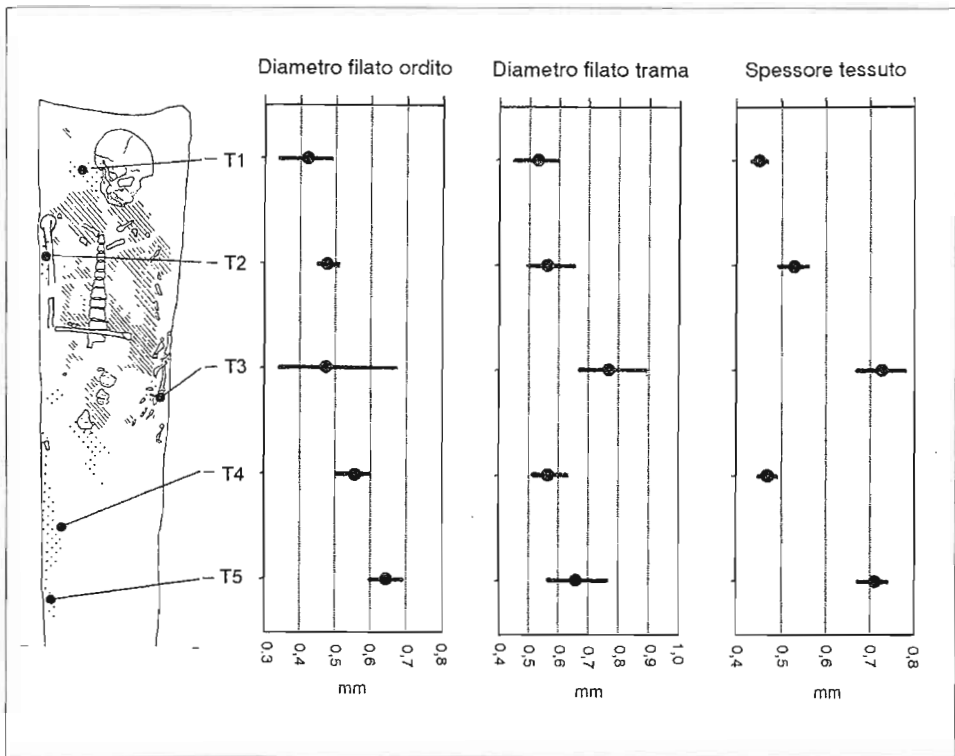 Diametro filato ordito
Diametro filato trama
Spessore tessuto
T1
T2
T3
T4
T5
0.3 0,4 0,5 0,6 0,7 0,8
mm
0,4 0,5 0,6 0,7 0,8 0,9 1,0
mm
0,4 0,5 0,6 0,7 0,8
mm